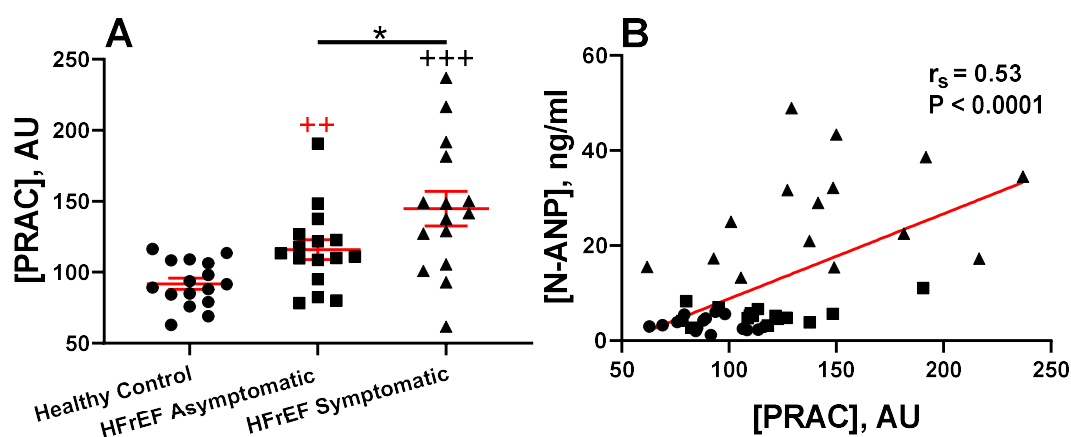 A
[PRAC], AU
250
200
150
100
50
*
+++
++
Healthy Control
HFrEF Asymptomatic
HFrEF Symptomatic
B
[N-ANP], ng/ml
60
40
20
0
rs = 0.53
P < 0.0001
50
100
150
200
250
[PRAC], AU